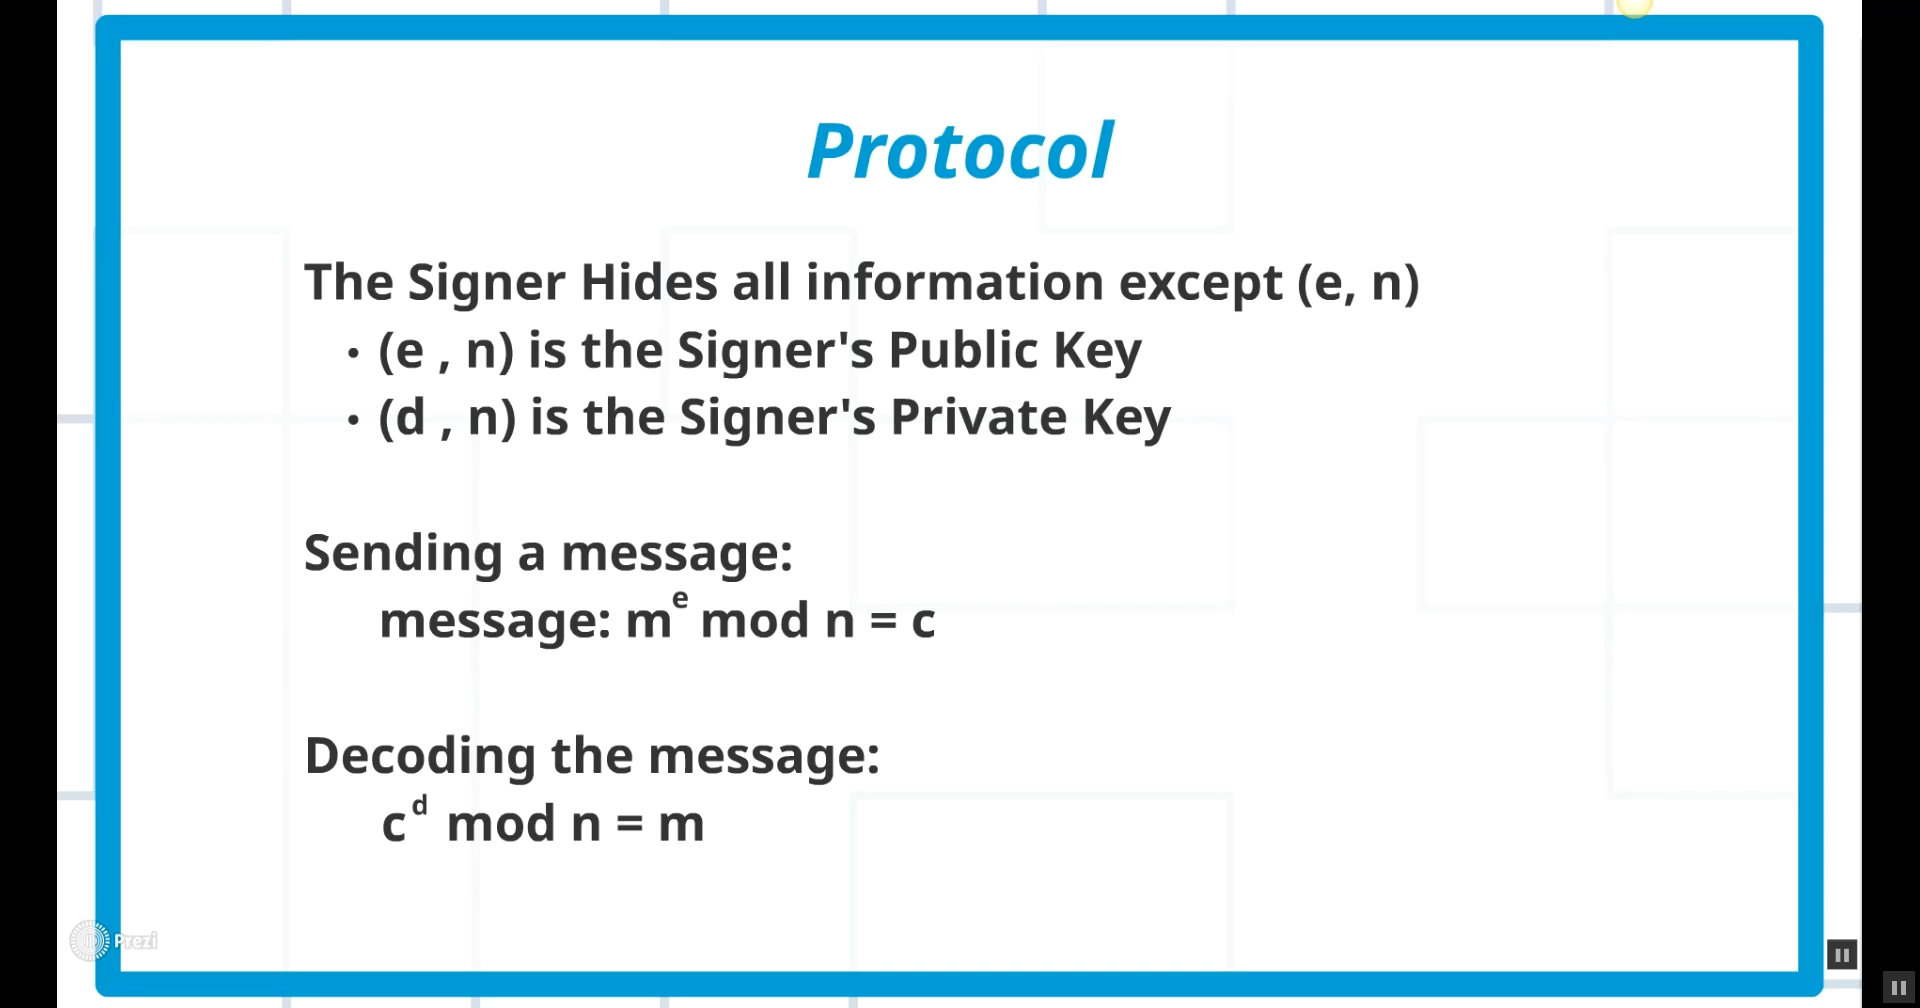 Protocol
The Signer Hides all information except (e, n)
• (e , n) is the Signer's Public Key
• (d , n) is the Signer's Private Key
Sending a message:
message: m^e mod n = c
Decoding the message:
c^d mod n = m
Prezi